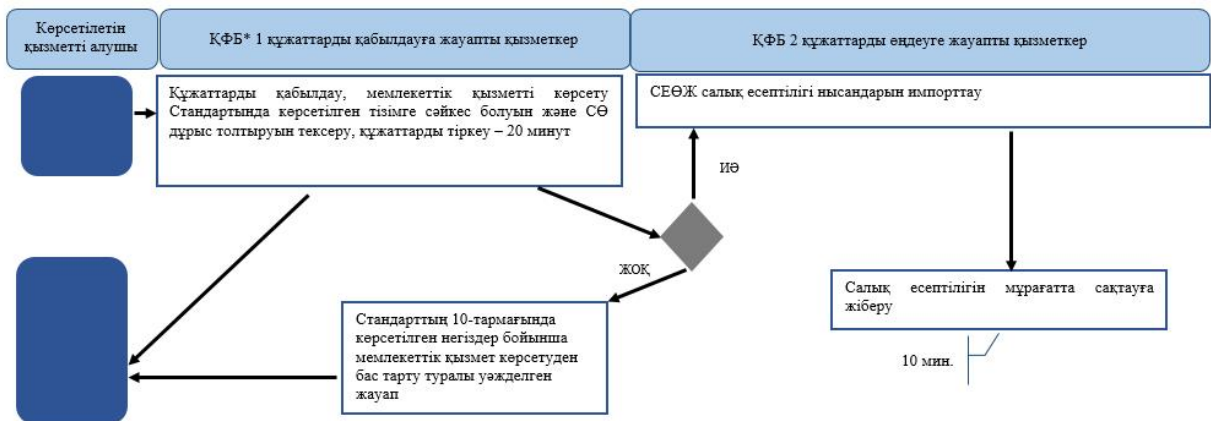 Көрсетілетін
қызметті алушы
ҚФБ* 1 құжаттарды қабылдауға жауапты қызметкер
ҚФБ 2 құжаттарды өңдеуге жауапты қызметкер
Құжаттарды қабылдау, мемлекеттік қызметті көрсету
Стандартында көрсетілген тізімге сәйкес болуын және СӨ
дұрыс толтыруын тексеру, құжаттарды тіркеу – 20 минут
СЕӨЖ салық есептілігі нысандарын импорттау
ИӘ
ЖОҚ
Стандарттың 10-тармағында
көрсетілген негіздер бойынша
мемлекеттік қызмет көрсетуден
бас тарту туралы уәжделген
жауап
Салық есептілігін мұрағатта сақтауға
жіберу
10 мин.